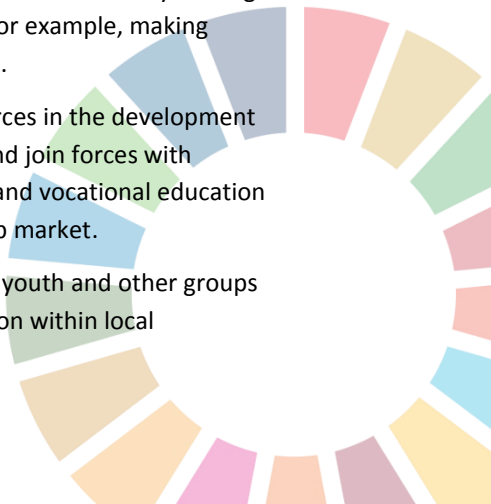 or example, making
.
rces in the development
nd join forces with
and vocational education
b market.
youth and other groups
on within local